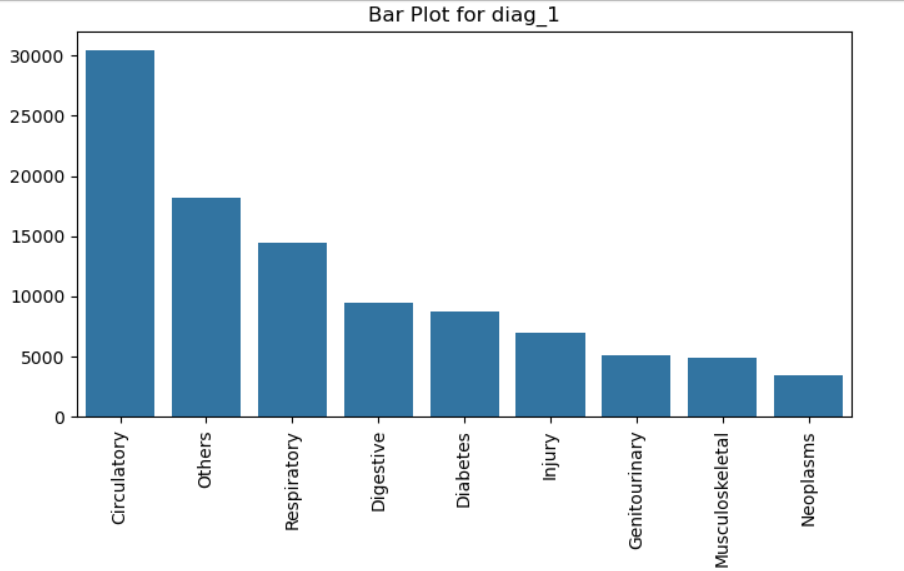 Bar Plot for diag_1
30000
25000
20000
15000
10000
5000
0
Circulatory
Others
Respiratory
Digestive
Diabetes
Injury
Genitourinary
Musculoskeletal
Neoplasms